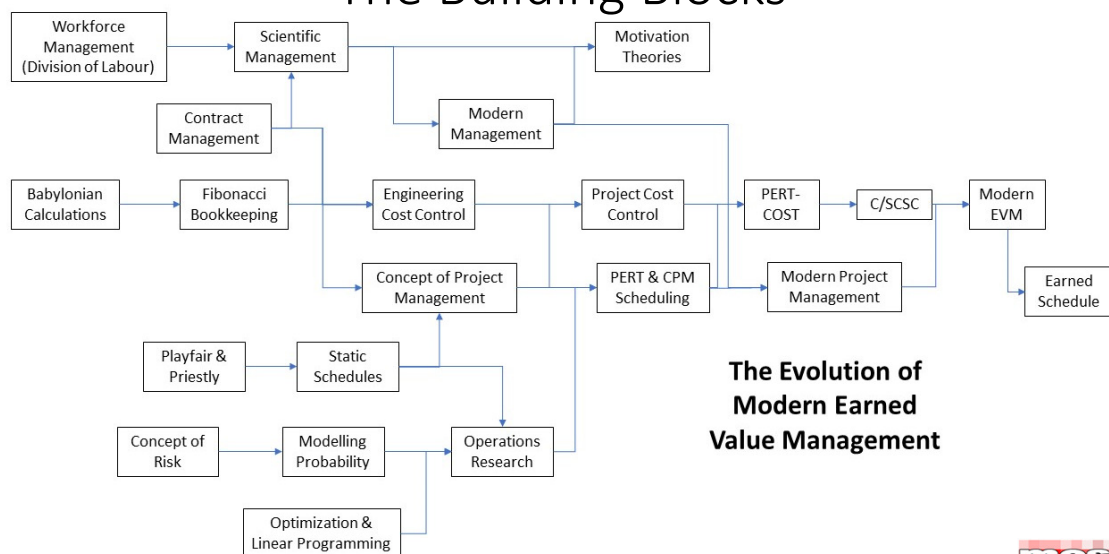 The Building Blocks
Workforce
Management
(Division of Labour)
Scientific
Management
Motivation
Theories
Contract
Management
Modern
Management
Babylonian
Calculations
Fibonacci
Bookkeeping
Engineering
Cost Control
Project Cost
Control
PERT-
COST
C/SCSC
Modern
EVM
Concept of Project
Management
PERT & CPM
Scheduling
Modern Project
Management
Earned
Schedule
Playfair &
Priestly
Static
Schedules
The Evolution of
Modern Earned
Value Management
Concept of
Risk
Modelling
Probability
Operations
Research
Optimization &
Linear Programming